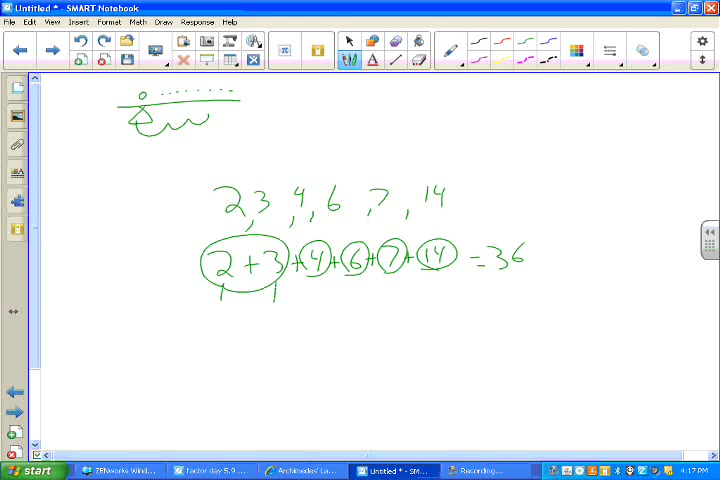 Untitled * - SMART Notebook
File Edit View Insert Format Math Draw Response Help
2, 3, 4, 6, 7, 14
2 + 3 + 4 + 6 + 7 + 14 = 36
start ZENworks Wind... factor day 5.9 ... Archimedes' La... Untitled * - SM... Recording... 4:17 PM